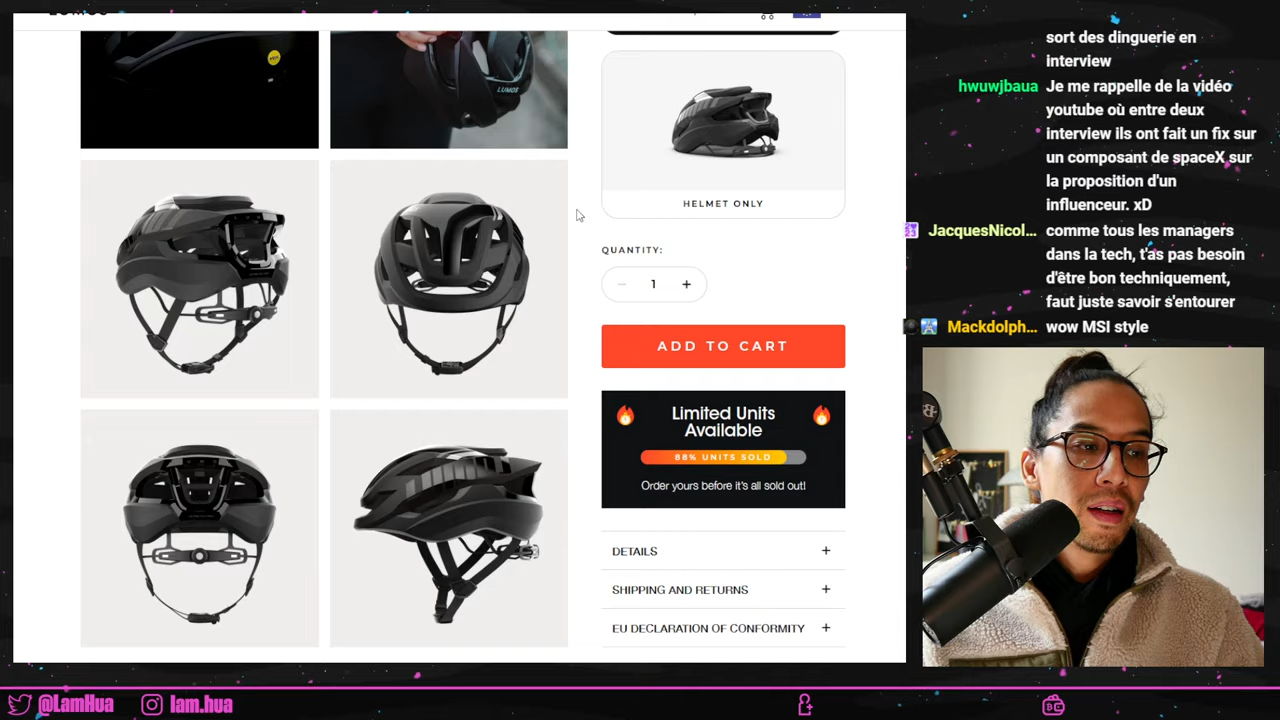 LUMOS
HELMET ONLY
QUANTITY:
1
ADD TO CART
Limited Units
Available
88% UNITS SOLD
Order yours before it's all sold out!
DETAILS
SHIPPING AND RETURNS
EU DECLARATION OF CONFORMITY
sort des dinguerie en
interview
hwuwjbaua Je me rappelle de la vidéo
youtube où entre deux
interview ils ont fait un fix sur
un composant de spaceX sur
la proposition d'un
influenceur. xD
JacquesNicol... comme tous les managers
dans la tech, t'as pas besoin
d'être bon techniquement,
faut juste savoir s'entourer
Mackdolph... wow MSI style
@LamHua
lam.hua